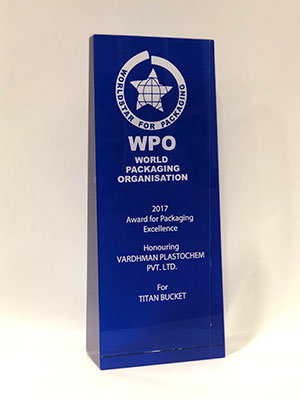 WORLDSTAR FOR PACKAGING
WPO
WORLD
PACKAGING
ORGANISATION
2017
Award for Packaging
Excellence
Honouring
VARDHMAN PLASTOCHEM
PVT. LTD.
For
TITAN BUCKET